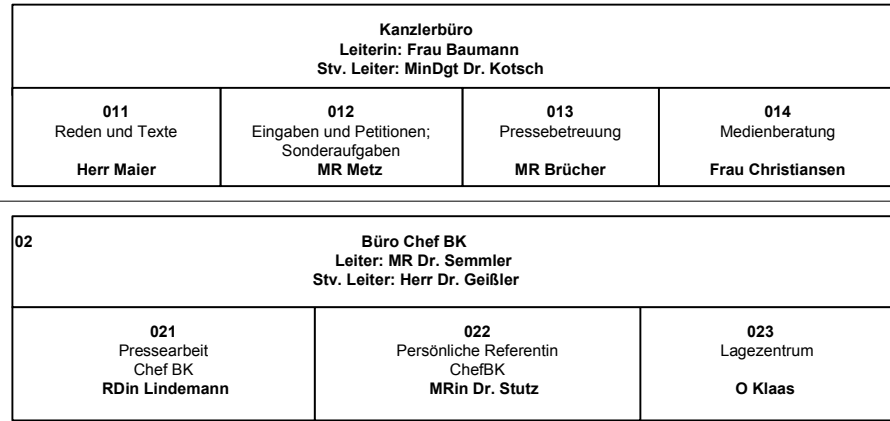 Kanzlerbüro
Leiterin: Frau Baumann
Stv. Leiter: MinDgt Dr. Kotsch
011
Reden und Texte
Herr Maier
012
Eingaben und Petitionen;
Sonderaufgaben
MR Metz
013
Pressebetreuung
MR Brücher
014
Medienberatung
Frau Christiansen
02
Büro Chef BK
Leiter: MR Dr. Semmler
Stv. Leiter: Herr Dr. Geißler
021
Pressearbeit
Chef BK
RDin Lindemann
022
Persönliche Referentin
ChefBK
MRin Dr. Stutz
023
Lagezentrum
O Klaas